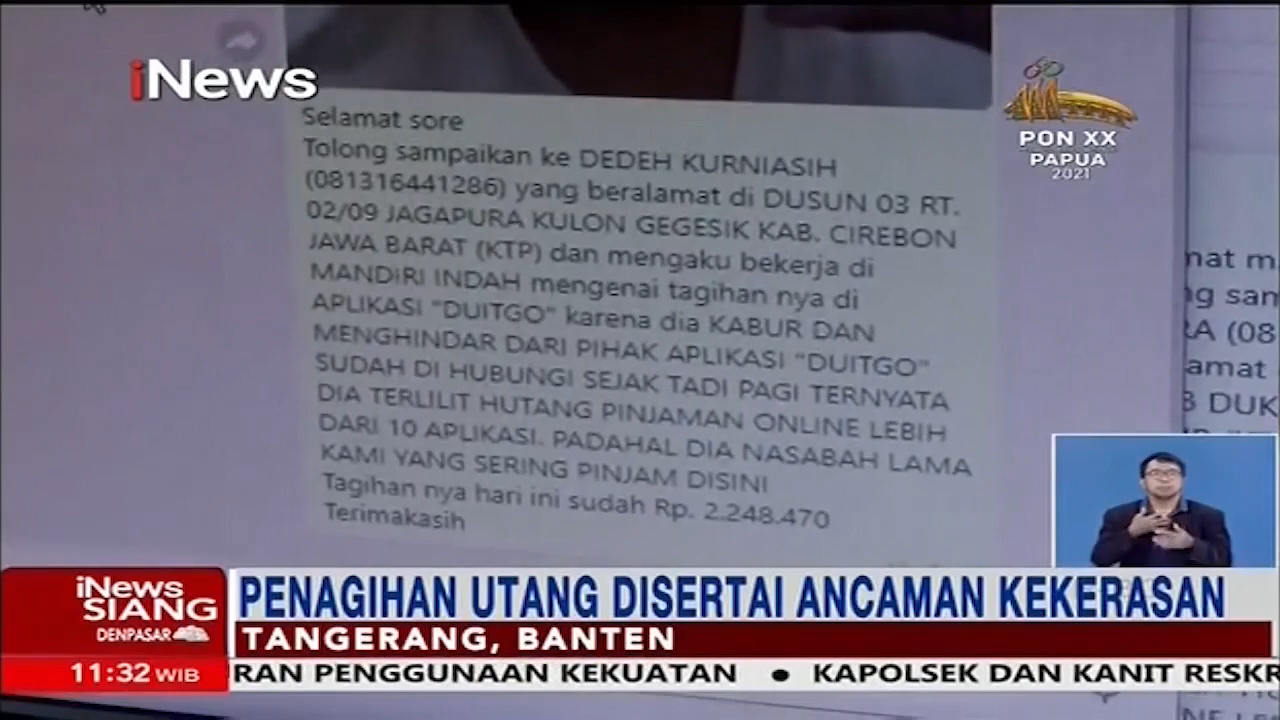 iNews
PON XX
PAPUA
2021
Selamat sore
Tolong sampaikan ke DEDEH KURNIASIH
(081316441286) yang beralamat di DUSUN 03 RT.
02/09 JAGAPURA KULON GEGESIK KAB. CIREBON
JAWA BARAT (KTP) dan mengaku bekerja di
MANDIRI INDAH mengenai tagihan nya di
APLIKASI "DUITGO" karena dia KABUR DAN
MENGHINDAR DARI PIHAK APLIKASI "DUITGO"
SUDAH DI HUBUNGI SEJAK TADI PAGI TERNYATA
DIA TERLILIT HUTANG PINJAMAN ONLINE LEBIH
DARI 10 APLIKASI. PADAHAL DIA NASABAH LAMA
KAMI YANG SERING PINJAM DISINI
Tagihan nya hari ini sudah Rp. 2.248.470
Terimakasih
amat
DUK
iNews
SIANG
DENPASAR
PENAGIHAN UTANG DISERTAI ANCAMAN KEKERASAN
TANGERANG, BANTEN
11:32 WIB
RAN PENGGUNAAN KEKUATAN ● KAPOLSEK DAN KANIT RESKR